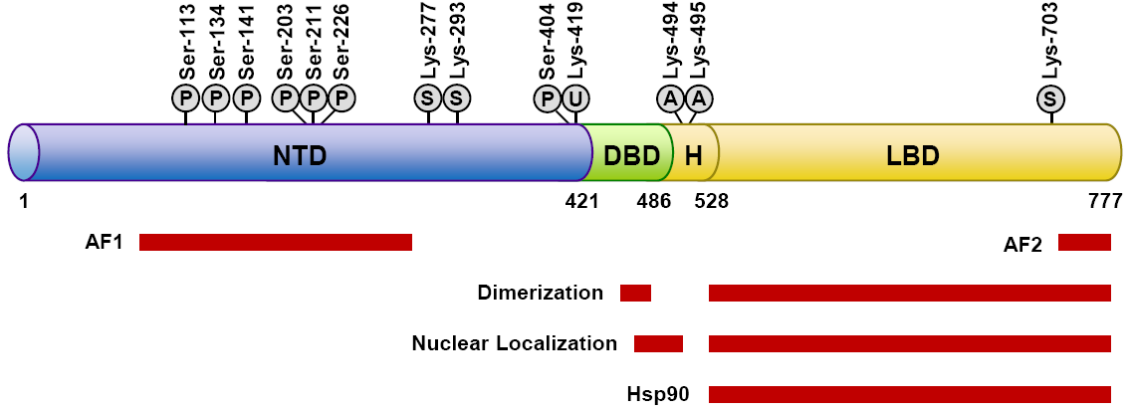 Ser-113
Ser-134
Ser-141
Ser-203
Ser-211
Ser-226
Lys-277
Lys-293
Ser-404
Lys-419
Lys-494
Lys-495
Lys-703
P P P P P P S S P U A A S
NTD DBD H LBD
1 421 486 528 777
AF1 AF2
Dimerization
Nuclear Localization
Hsp90